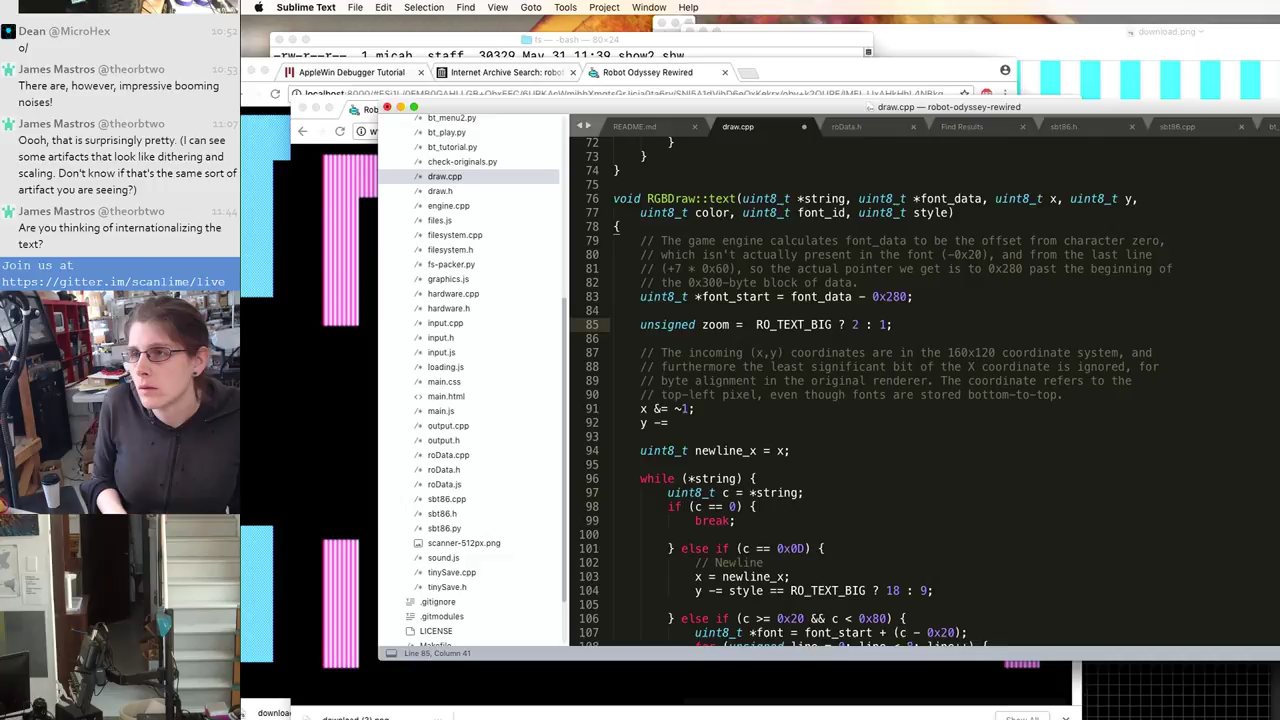 Sublime Text File Edit Selection Find View Goto Tools Project Window Help
Dean @MicroHex 10:52
o/
James Mastros @theorbtwo 10:53
There are, however, impressive booming
noises!
James Mastros @theorbtwo 11:07
Oooh, that is surprisingly pretty. (I can see
some artifacts that look like dithering and
scaling. Don't know if that's the same sort of
artifact you are seeing?)
James Mastros @theorbtwo 11:44
Are you thinking of internationalizing the
text?
Join us at
https://gitter.im/scanlime/live
ts — -bash — 80×24
download.png
-rw-r--r-- 1 micah staff 30329 May 31 11:39 show2.sbw
AppleWin Debugger Tutorial
Internet Archive Search: robo
Robot Odyssey Rewired
draw.cpp — robot-odyssey-rewired
README.md
draw.cpp
roData.h
Find Results
sbt86.h
sbt86.cpp
bt_menu2.py
bt_play.py
bt_tutorial.py
check-originals.py
draw.cpp
draw.h
engine.cpp
files.js
filesystem.cpp
filesystem.h
fs-packer.py
graphics.js
hardware.cpp
hardware.h
input.cpp
input.h
input.js
loading.js
main.css
main.html
main.js
output.cpp
output.h
roData.cpp
roData.h
roData.js
sbt86.cpp
sbt86.h
sbt86.py
scanner-512px.png
sound.js
tinySave.cpp
tinySave.h
.gitignore
.gitmodules
LICENSE
Makefile
72 }
73 }
74 }
75
76 void RGBDraw::text(uint8_t *string, uint8_t *font_data, uint8_t x, uint8_t y,
77 uint8_t color, uint8_t font_id, uint8_t style)
78 {
79 // The game engine calculates font_data to be the offset from character zero,
80 // which isn't actually present in the font (-0x20), and from the last line
81 // (+7 * 0x60), so the actual pointer we get is to 0x280 past the beginning of
82 // the 0x300-byte block of data.
83 uint8_t *font_start = font_data - 0x280;
84
85 unsigned zoom =  RO_TEXT_BIG ? 2 : 1;
86
87 // The incoming (x,y) coordinates are in the 160x120 coordinate system, and
88 // furthermore the least significant bit of the X coordinate is ignored, for
89 // byte alignment in the original renderer. The coordinate refers to the
90 // top-left pixel, even though fonts are stored bottom-to-top.
91 x &= ~1;
92 y -=
93
94 uint8_t newline_x = x;
95
96 while (*string) {
97 uint8_t c = *string;
98 if (c == 0) {
99 break;
100
101 } else if (c == 0x0D) {
102 // Newline
103 x = newline_x;
104 y -= style == RO_TEXT_BIG ? 18 : 9;
105
106 } else if (c >= 0x20 && c < 0x80) {
107 uint8_t *font = font_start + (c - 0x20);
Line 85, Column 41
download (3).png
Show All